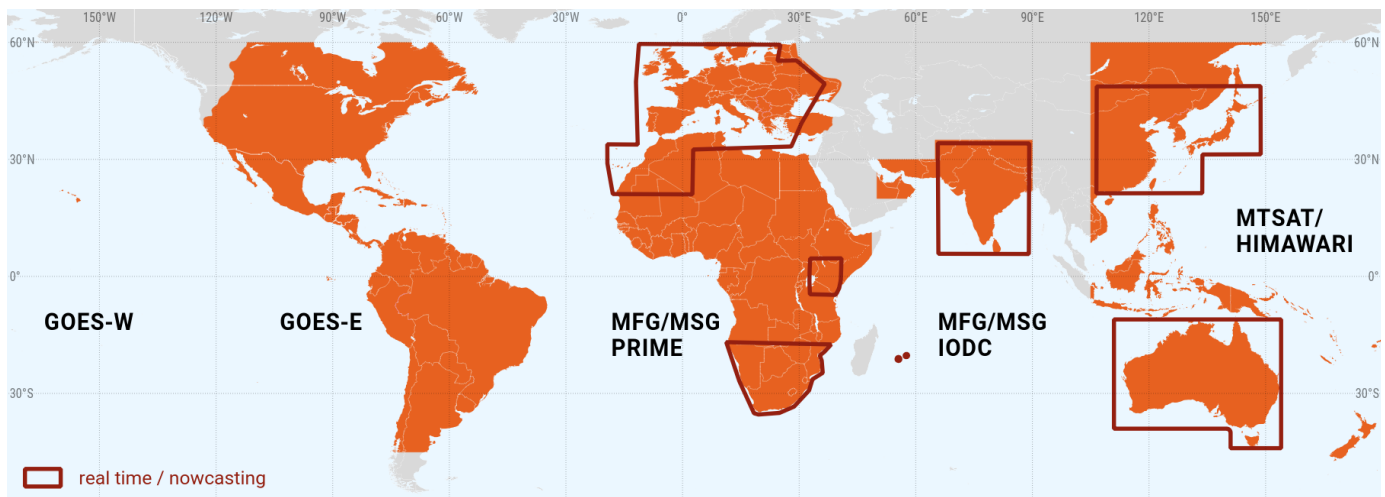 150°W 120°W 90°W 60°W 30°W 0° 30°E 60°E 90°E 120°E 150°E
60°N 60°N
30°N 30°N
MTSAT/
HIMAWARI
0° 0°
GOES-W GOES-E MFG/MSG MFG/MSG
PRIME IODC
30°S 30°S
real time / nowcasting